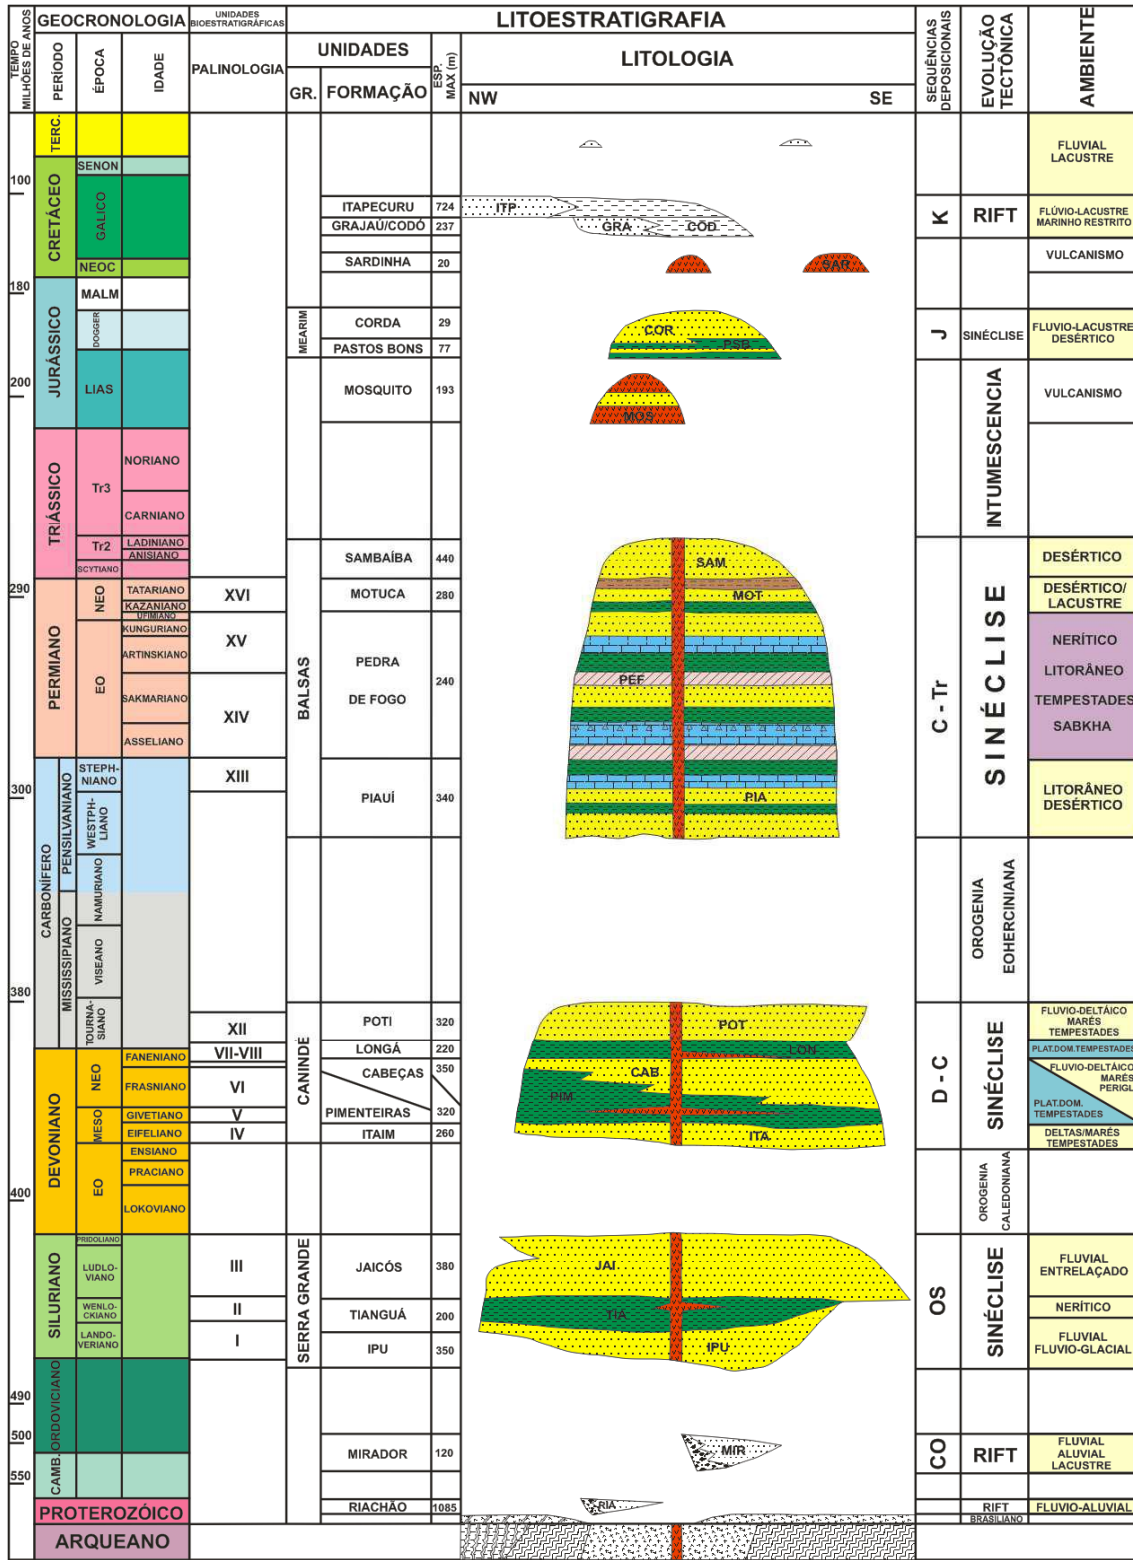 TEMPO
MILHÕES DE ANOS
GEOCRONOLOGIA
PERÍODO
ÉPOCA
IDADE
UNIDADES
BIOESTRATIGRÁFICAS
PALINOLOGIA
LITOESTRATIGRAFIA
UNIDADES
GR.
FORMAÇÃO
ESP.
MAX (m)
LITOLOGIA
NW
SE
SEQUÊNCIAS
DEPOSICIONAIS
EVOLUÇÃO
TECTÔNICA
AMBIENTE
100
180
200
290
300
380
400
490
500
550
TERC.
CRETÁCEO
JURÁSSICO
TRIÁSSICO
PERMIANO
CARBONÍFERO
PENSILVANIANO
MISSISSIPIANO
DEVONIANO
SILURIANO
ORDOVICIANO
CAMB.
PROTEROZÓICO
ARQUEANO
SENON
GALICO
NEOC
MALM
DOGGER
LIAS
Tr3
Tr2
SCYTIANO
NEO
EO
STEPH-
NIANO
WESTPH-
LIANO
NAMURIANO
VISEANO
TOURNA-
SIANO
NEO
MESO
EO
PRIDOLIANO
LUDLO-
VIANO
WENLO-
CKIANO
LANDO-
VERIANO
NORIANO
CARNIANO
LADINIANO
ANISIANO
TATARIANO
KAZANIANO
UFIMIANO
KUNGURIANO
ARTINSKIANO
SAKMARIANO
ASSELIANO
FANENIANO
FRASNIANO
GIVETIANO
EIFELIANO
ENSIANO
PRACIANO
LOKOVIANO
XVI
XV
XIV
XIII
XII
VII-VIII
VI
V
IV
III
II
I
MEARIM
BALSAS
CANINDÉ
SERRA GRANDE
ITAPECURU 724
GRAJAÚ/CODÓ 237
SARDINHA 20
CORDA 29
PASTOS BONS 77
MOSQUITO 193
SAMBAÍBA 440
MOTUCA 280
PEDRA
DE FOGO
240
PIAUÍ 340
POTI 320
LONGÁ 220
CABEÇAS 350
PIMENTEIRAS 320
ITAIM 260
JAICÓS 380
TIANGUÁ 200
IPU 350
MIRADOR 120
RIACHÃO 1085
ITP
GRA
COD
SAR
COR
PSB
MOS
SAM
MOT
PEF
PIA
POT
LON
CAB
PIM
ITA
JAI
TIA
IPU
MIR
RIA
K
J
C - Tr
D - C
OS
CO
RIFT
SINÉCLISE
INTUMESCENCIA
SINÉCLISE
OROGENIA
EOHERCINIANA
SINÉCLISE
OROGENIA
CALEDONIANA
SINÉCLISE
RIFT
RIFT
BRASILIANO
FLUVIAL
LACUSTRE
FLÚVIO-LACUSTRE
MARINHO RESTRITO
VULCANISMO
FLUVIO-LACUSTRE
DESÉRTICO
VULCANISMO
DESÉRTICO
DESÉRTICO/
LACUSTRE
NERÍTICO
LITORÂNEO
TEMPESTADES
SABKHA
LITORÂNEO
DESÉRTICO
FLUVIO-DELTÁICO
MARÉS
TEMPESTADES
PLAT.DOM.TEMPESTADES
FLUVIO-DELTÁICO
MARÉS
PERIGL
PLAT.DOM.
TEMPESTADES
DELTAS/MARÉS
TEMPESTADES
FLUVIAL
ENTRELAÇADO
NERÍTICO
FLUVIAL
FLUVIO-GLACIAL
FLUVIAL
ALUVIAL
LACUSTRE
FLUVIO-ALUVIAL